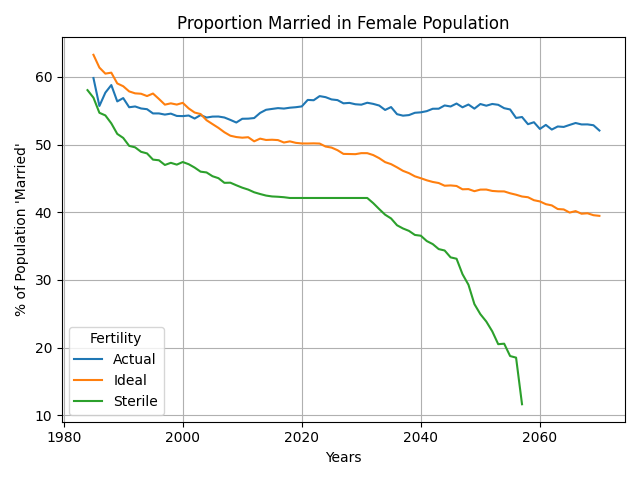 Proportion Married in Female Population
% of Population 'Married'
60
50
40
30
20
10
Fertility
Actual
Ideal
Sterile
1980 2000 2020 2040 2060
Years